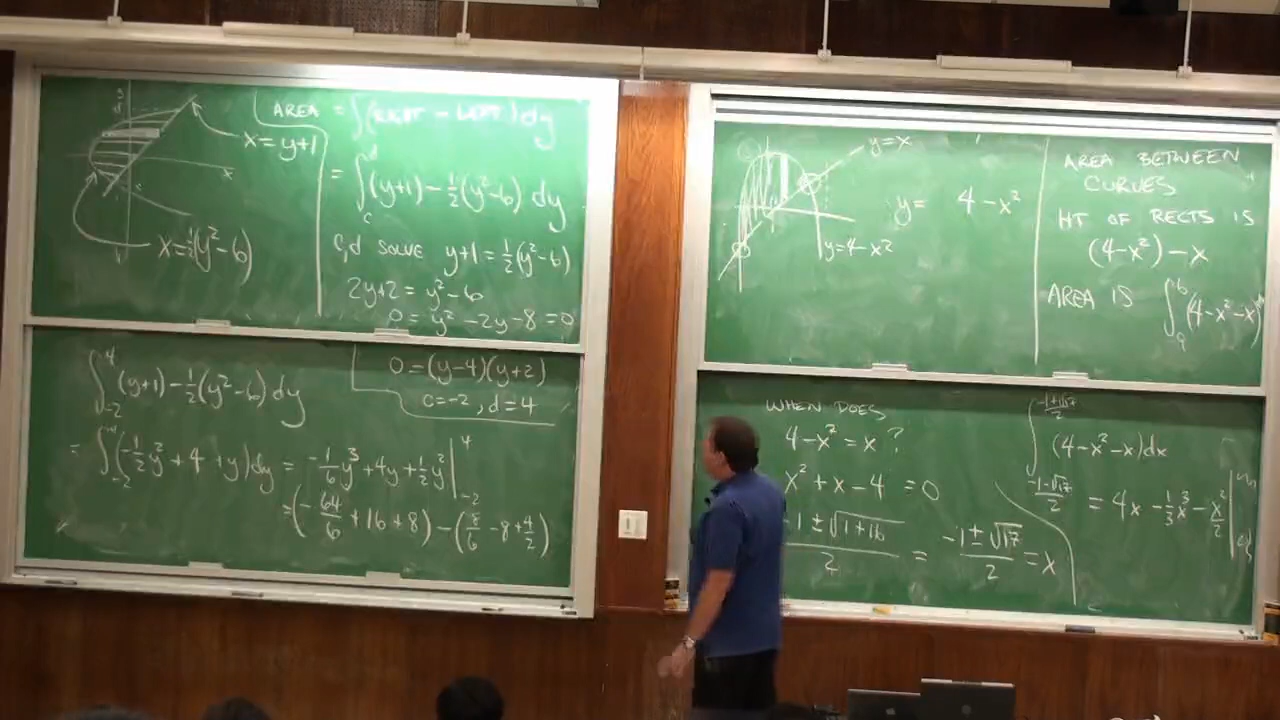 AREA = ∫(RIGHT - LEFT)dy
x = y+1
= ∫_c^d (y+1) - ½(y²-6) dy
x = ½(y²-6)
c,d SOLVE y+1 = ½(y²-6)
2y+2 = y²-6
0 = y²-2y-8 = 0
0 = (y-4)(y+2)
c=-2, d=4
∫_{-2}^{4} (y+1) - ½(y²-6) dy
= ∫_{-2}^{4} (-½y² + 4 + y)dy = -⅙y³ + 4y + ½y² |_{-2}^{4}
= (-64/6 + 16 + 8) - (8/6 - 8 + 4/2)
y=x
y= 4-x²
y=4-x²
AREA BETWEEN
CURVES
HT OF RECTS IS
(4-x²) - x
AREA IS ∫_a^b (4-x²-x)
WHEN DOES
4-x² = x ?
x² + x - 4 = 0
-1 ± √(1+16) / 2 = -1 ± √17 / 2 = x
∫_{(-1-√17)/2}^{(-1+√17)/2} (4-x²-x)dx
= 4x - ⅓x³ - x²/2 |